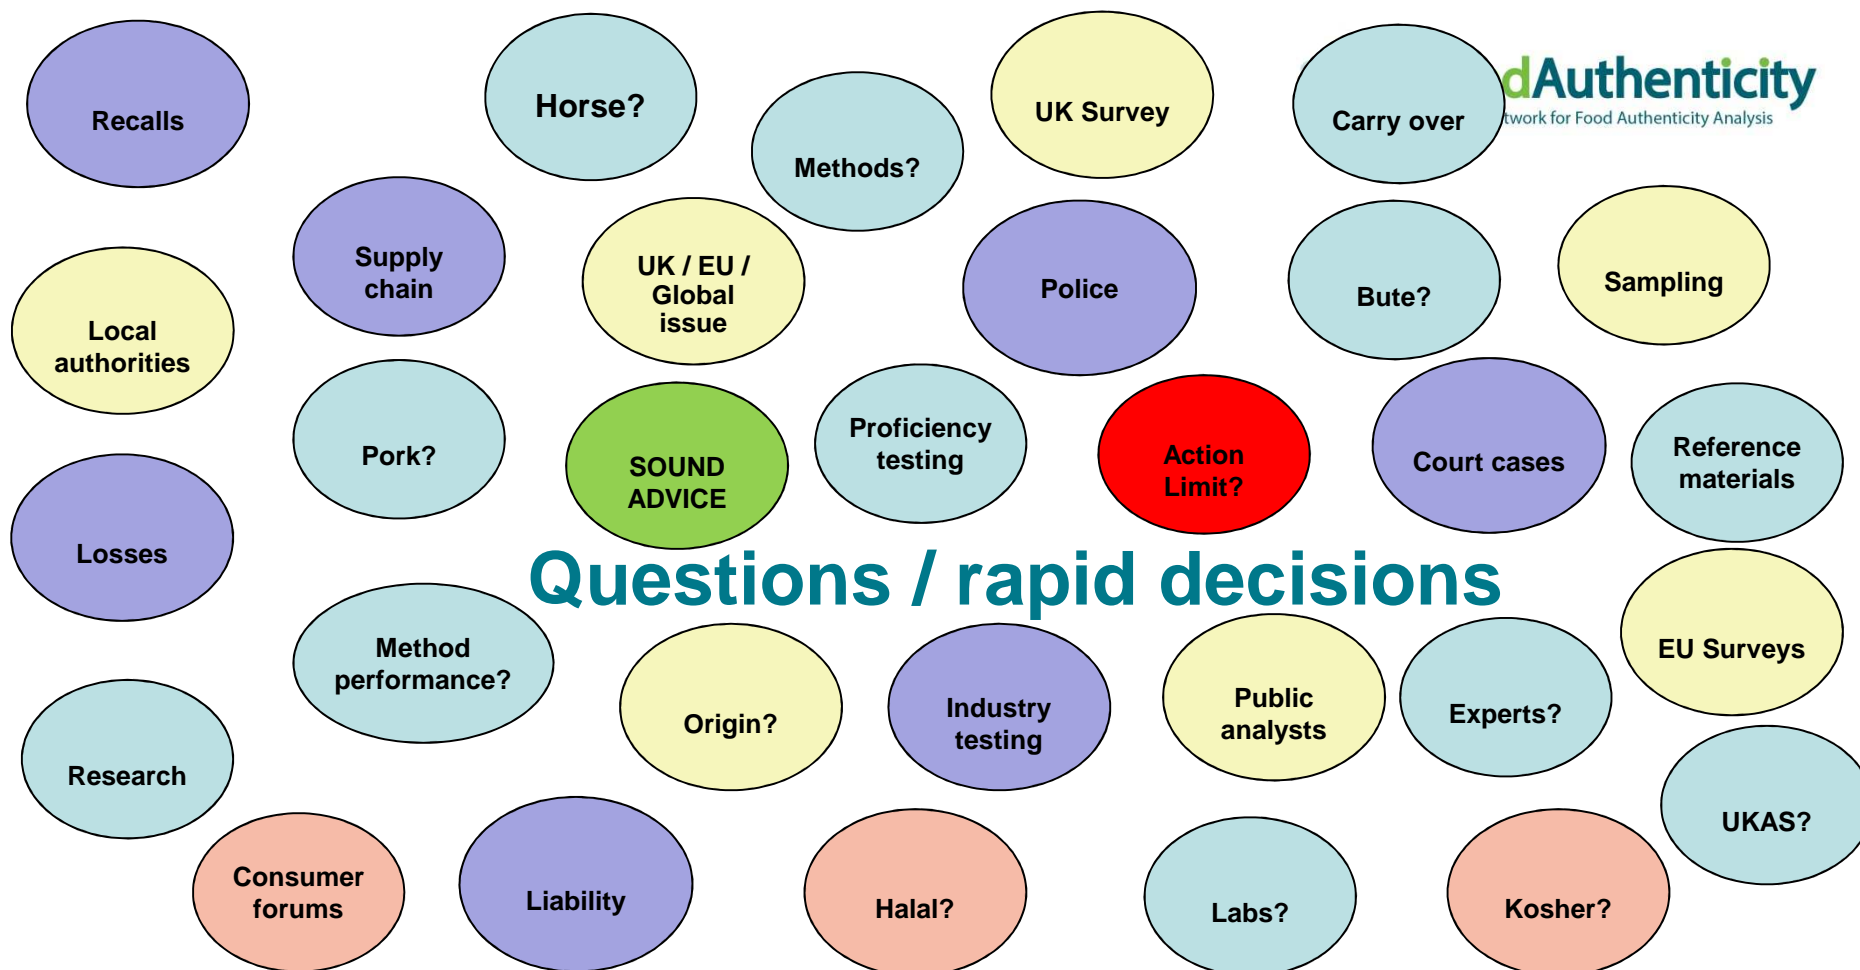 Recalls
Horse?
Methods?
UK Survey
Carry over
dAuthenticity
twork for Food Authenticity Analysis
Supply
chain
UK / EU /
Global
issue
Police
Bute?
Sampling
Local
authorities
Pork?
SOUND
ADVICE
Proficiency
testing
Action
Limit?
Court cases
Reference
materials
Losses
Questions / rapid decisions
Method
performance?
Origin?
Industry
testing
Public
analysts
Experts?
EU Surveys
Research
UKAS?
Consumer
forums
Liability
Halal?
Labs?
Kosher?